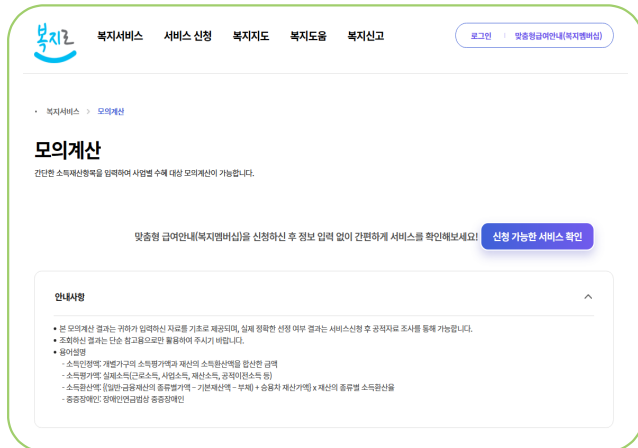 복지로
복지서비스 서비스 신청 복지지도 복지도움 복지신고
로그인 맞춤형급여안내(복지멤버십)
복지서비스 > 모의계산
모의계산
간단한 소득재산항목을 입력하여 사업별 수혜 대상 모의계산이 가능합니다.
맞춤형 급여안내(복지멤버십)을 신청하신 후 정보 입력 없이 간편하게 서비스를 확인해보세요! 신청 가능한 서비스 확인
안내사항
• 본 모의계산 결과는 귀하가 입력하신 자료를 기초로 제공되며, 실제 정확한 선정 여부 결과는 서비스신청 후 공적자료 조사를 통해 가능합니다.
• 조회하신 결과는 단순 참고용으로만 활용하여 주시기 바랍니다.
• 용어설명
- 소득인정액: 개별가구의 소득평가액과 재산의 소득환산액을 합산한 금액
- 소득평가액: 실제소득(근로소득, 사업소득, 재산소득, 공적이전소득 등)
- 소득환산액: {(일반·금융재산의 종류별가액 – 기본재산액 – 부채) + 승용차 재산가액} x 재산의 종류별 소득환산율
- 중증장애인: 장애인연금법상 중증장애인